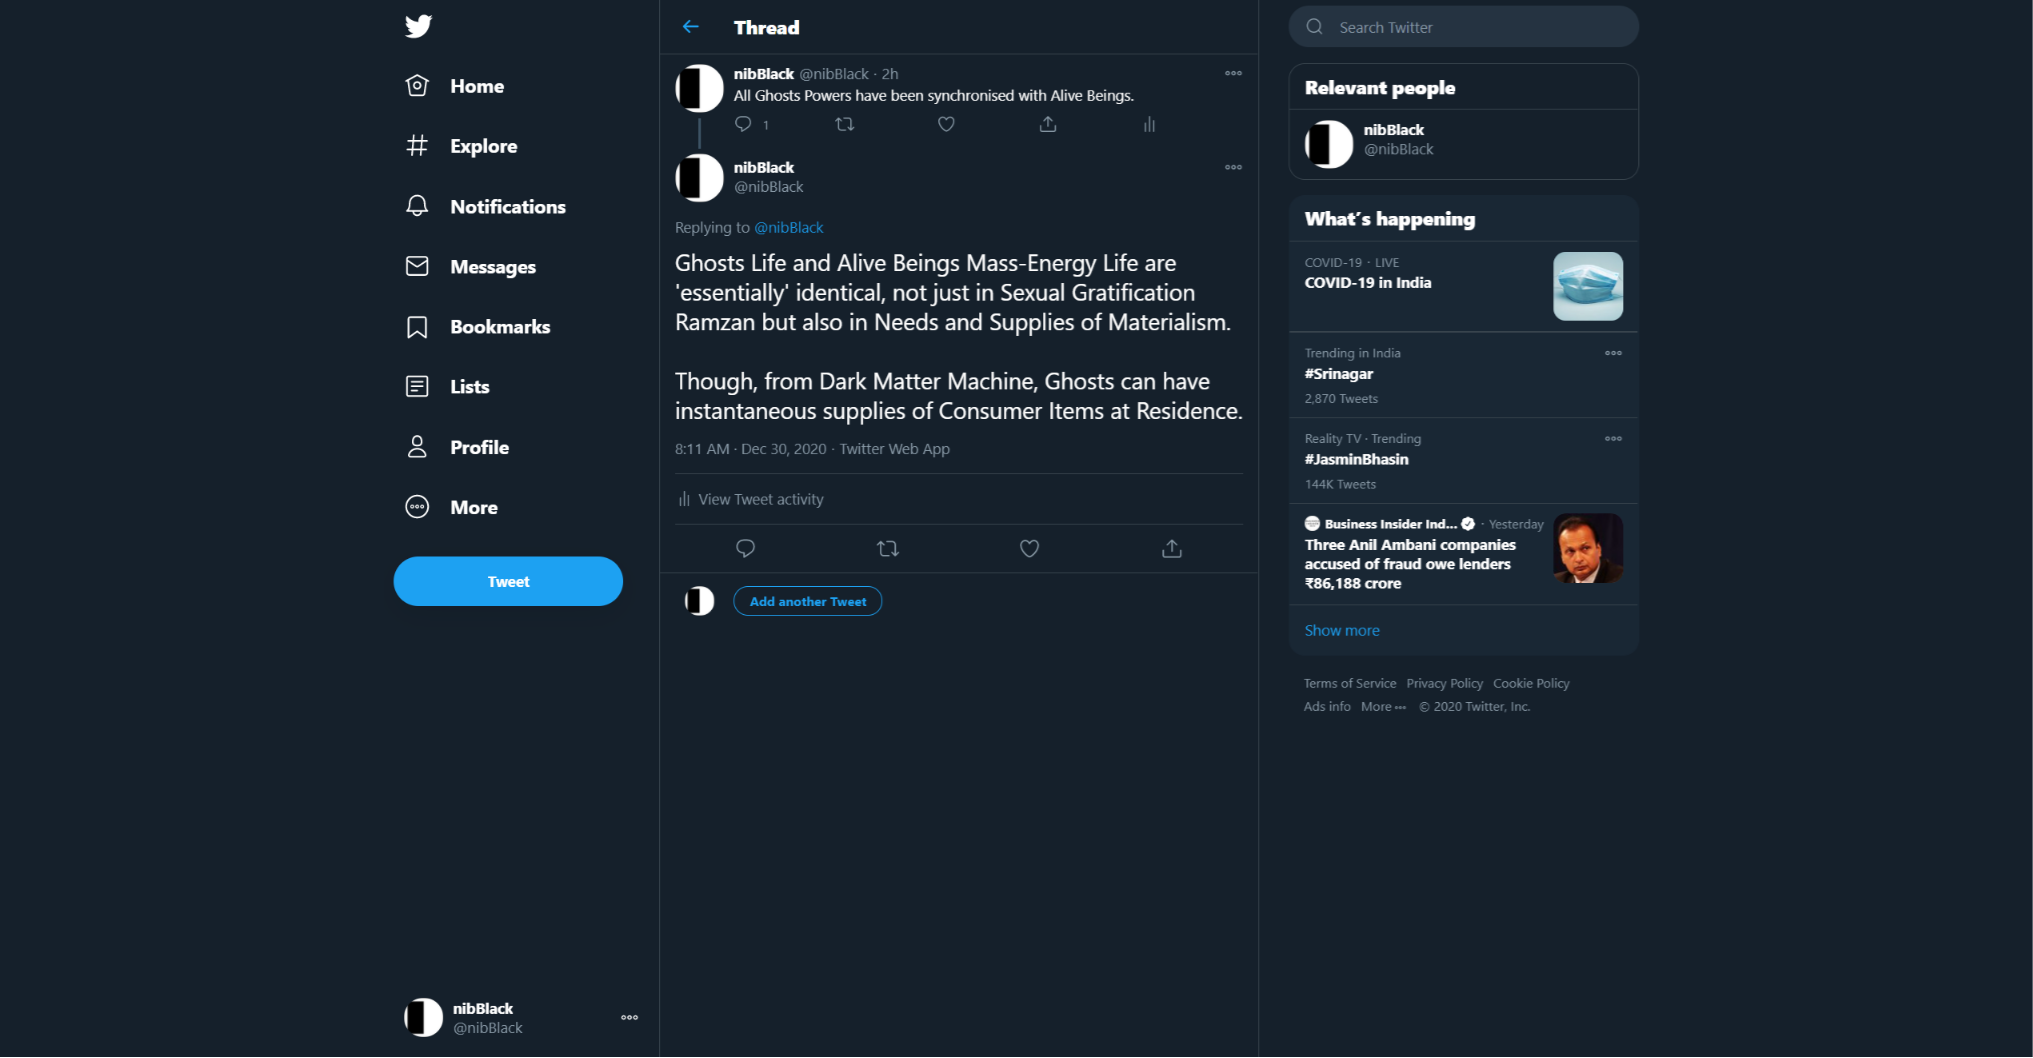 Home
Explore
Notifications
Messages
Bookmarks
Lists
Profile
More
Tweet
nibBlack
@nibBlack
Thread
nibBlack @nibBlack · 2h
All Ghosts Powers have been synchronised with Alive Beings.
1
nibBlack
@nibBlack
Replying to @nibBlack
Ghosts Life and Alive Beings Mass-Energy Life are
'essentially' identical, not just in Sexual Gratification
Ramzan but also in Needs and Supplies of Materialism.
Though, from Dark Matter Machine, Ghosts can have
instantaneous supplies of Consumer Items at Residence.
8:11 AM · Dec 30, 2020 · Twitter Web App
View Tweet activity
Add another Tweet
Search Twitter
Relevant people
nibBlack
@nibBlack
What's happening
COVID-19 · LIVE
COVID-19 in India
Trending in India
#Srinagar
2,870 Tweets
Reality TV · Trending
#JasminBhasin
144K Tweets
Business Insider Ind... · Yesterday
Three Anil Ambani companies
accused of fraud owe lenders
₹86,188 crore
Show more
Terms of Service Privacy Policy Cookie Policy
Ads info More ··· © 2020 Twitter, Inc.